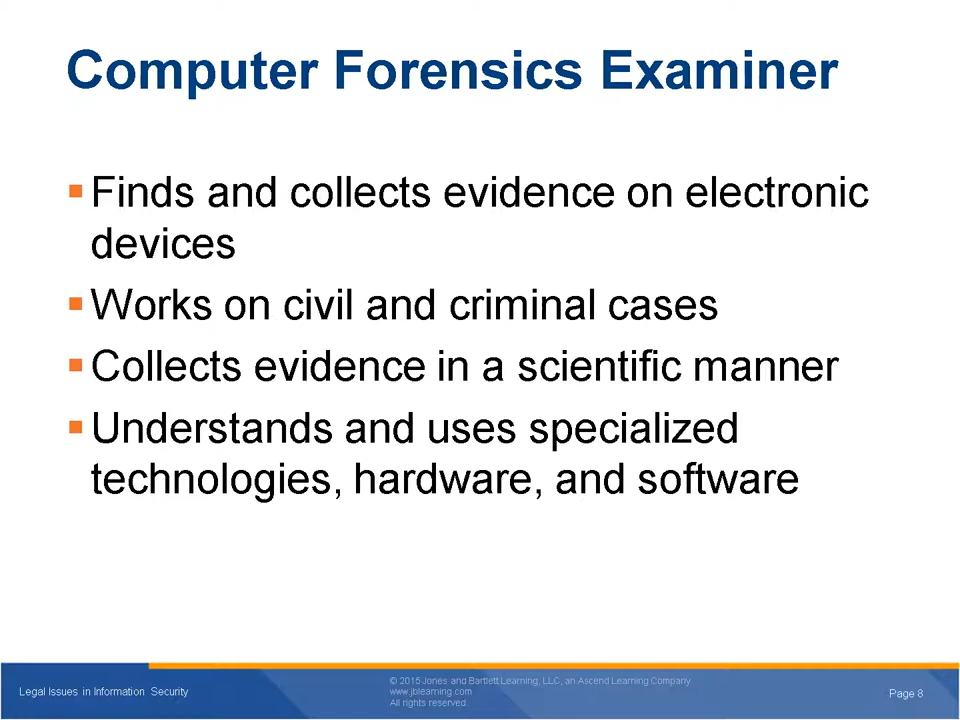 Computer Forensics Examiner
Finds and collects evidence on electronic
devices
Works on civil and criminal cases
Collects evidence in a scientific manner
Understands and uses specialized
technologies, hardware, and software
Legal Issues in Information Security
© 2015 Jones and Bartlett Learning, LLC, an Ascend Learning Company
www.jblearning.com
All rights reserved.
Page 8